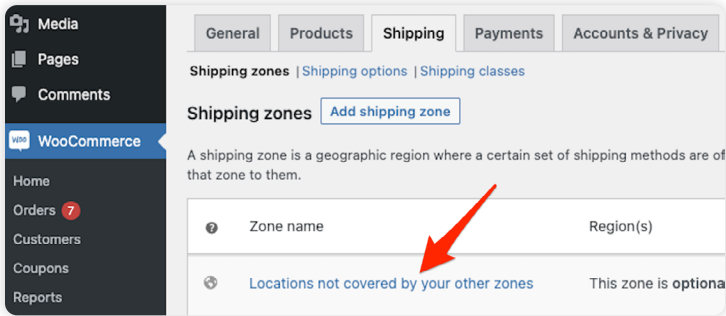 Media
Pages
Comments
WooCommerce
Home
Orders 7
Customers
Coupons
Reports
General Products Shipping Payments Accounts & Privacy
Shipping zones | Shipping options | Shipping classes
Shipping zones Add shipping zone
A shipping zone is a geographic region where a certain set of shipping methods are
that zone to them.
Zone name Region(s)
Locations not covered by your other zones This zone is